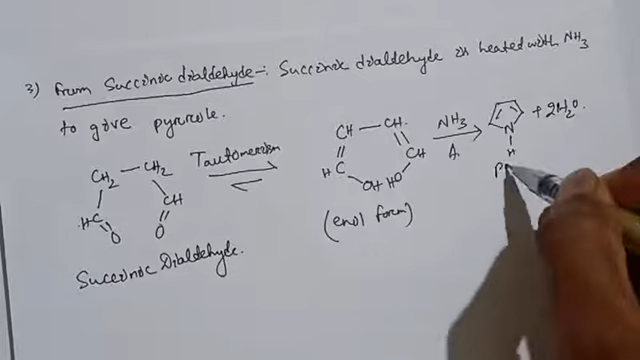 3) From Succinic dialdehyde-: Succinic dialdehyde is heated with NH3
to give pyrrole.
CH2 — CH2
HC CH
O O
Tautomerism
CH — CH
HC CH
OH HO
NH3
Δ
N
H
+ 2H2O.
P
(enol form)
Succinic Dialdehyde.